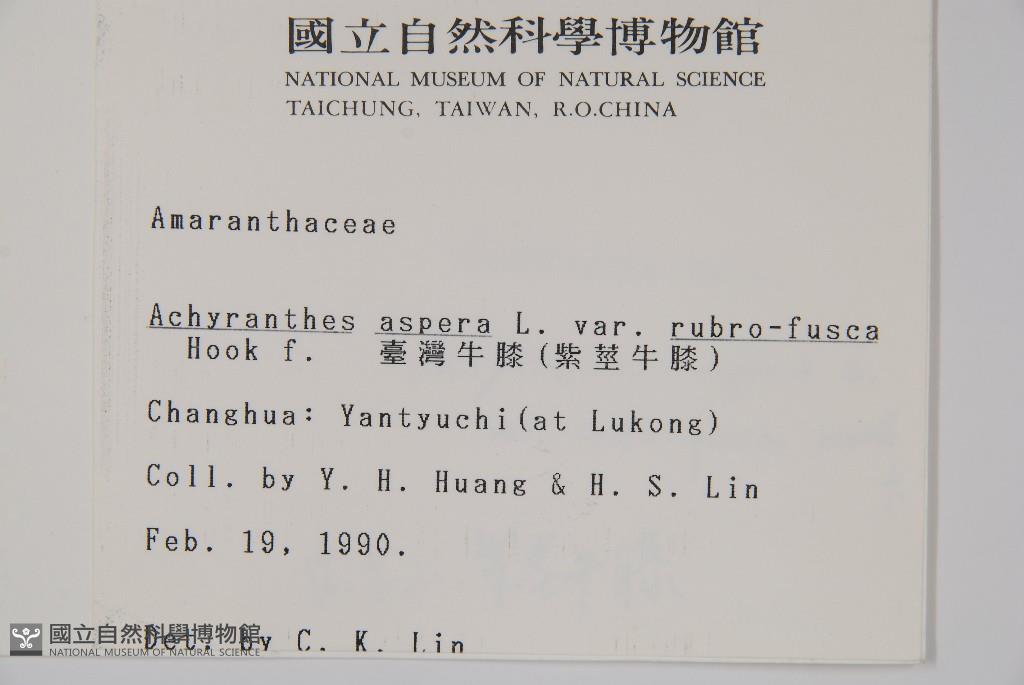 國立自然科學博物館
NATIONAL MUSEUM OF NATURAL SCIENCE
TAICHUNG, TAIWAN, R.O.CHINA
Amaranthaceae
Achyranthes aspera L. var. rubro-fusca
Hook f. 臺灣牛膝(紫莖牛膝)
Changhua: Yantyuchi(at Lukong)
Coll. by Y. H. Huang & H. S. Lin
Feb. 19, 1990.
Det. by C. K. Lin
國立自然科學博物館
NATIONAL MUSEUM OF NATURAL SCIENCE